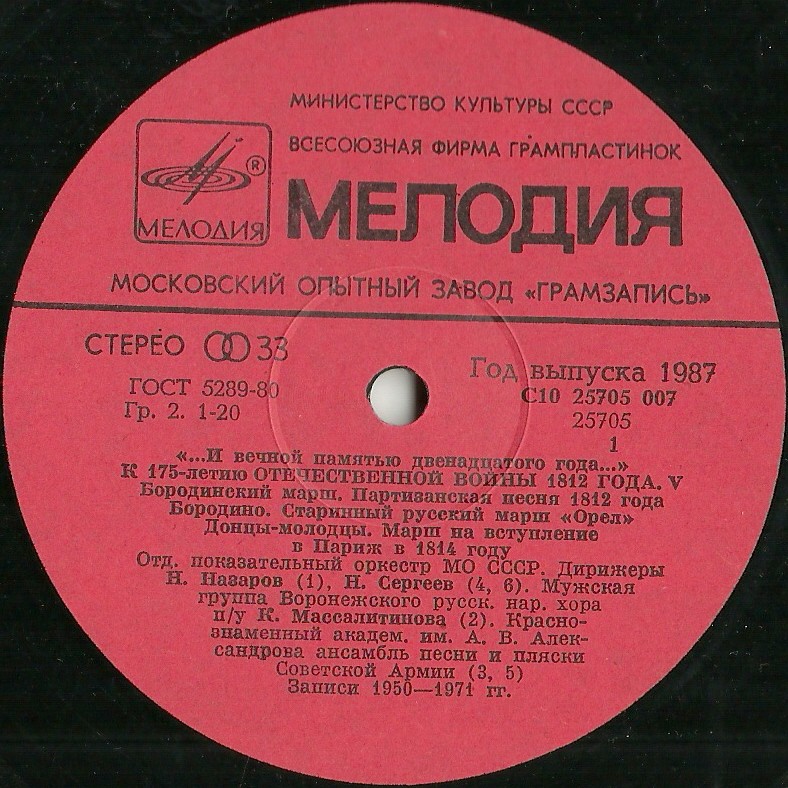 МИНИСТЕРСТВО КУЛЬТУРЫ СССР
ВСЕСОЮЗНАЯ ФИРМА ГРАМПЛАСТИНОК
®
МЕЛОДИЯ
МЕЛОДИЯ
МОСКОВСКИЙ ОПЫТНЫЙ ЗАВОД «ГРАМЗАПИСЬ»
СТЕРЕО 33
ГОСТ 5289-80
Гр. 2. 1-20
Год выпуска 1987
С10 25705 007
25705
1
«...И вечной памятью двенадцатого года...»
К 175-летию ОТЕЧЕСТВЕННОЙ ВОЙНЫ 1812 ГОДА. V
Бородинский марш. Партизанская песня 1812 года
Бородино. Старинный русский марш «Орел»
Донцы-молодцы. Марш на вступление
в Париж в 1814 году
Отд. показательный оркестр МО СССР. Дирижеры
Н. Назаров (1), Н. Сергеев (4, 6). Мужская
группа Воронежского русск. нар. хора
п/у К. Массалитинова (2). Красно-
знаменный академ. им. А. В. Алек-
сандрова ансамбль песни и пляски
Советской Армии (3, 5)
Записи 1950—1971 гг.